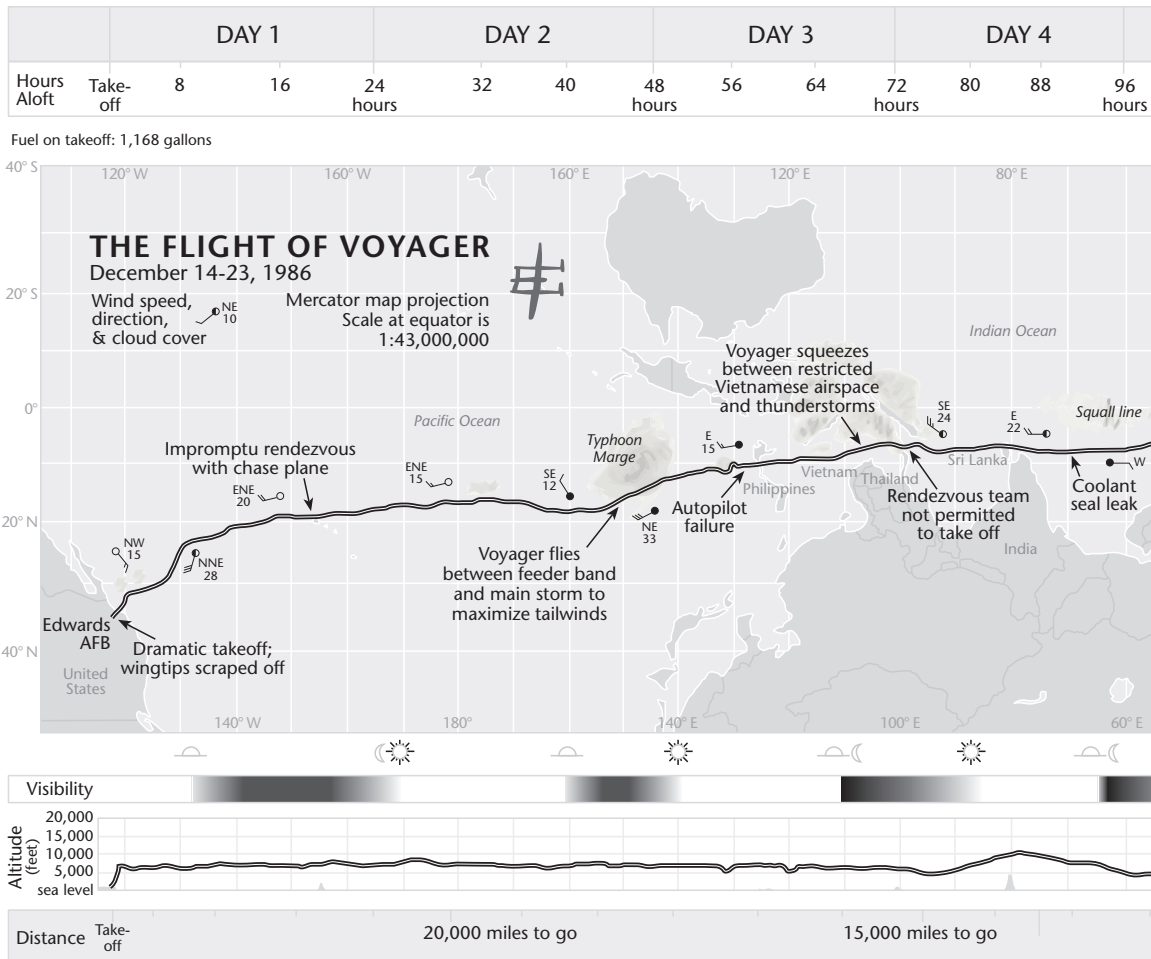 DAY 1 DAY 2 DAY 3 DAY 4
Hours
Aloft
Take-
off
8 16 24
hours
32 40 48
hours
56 64 72
hours
80 88 96
hours
Fuel on takeoff: 1,168 gallons
40° S
120° W 160° W 160° E 120° E 80° E
THE FLIGHT OF VOYAGER
December 14-23, 1986
Wind speed,
direction,
& cloud cover
NE
10
Mercator map projection
Scale at equator is
1:43,000,000
20° S
Indian Ocean
Voyager squeezes
between restricted
Vietnamese airspace
and thunderstorms
0°
Pacific Ocean
SE
24
E
22
Squall line
Typhoon
Marge
E
15
Impromptu rendezvous
with chase plane
ENE
20
ENE
15
SE
12
Vietnam
Thailand
Sri Lanka
W
Philippines
Coolant
seal leak
Rendezvous team
not permitted
to take off
Autopilot
failure
20° N
NE
33
NW
15
NNE
28
India
Voyager flies
between feeder band
and main storm to
maximize tailwinds
Edwards
AFB
Dramatic takeoff;
wingtips scraped off
40° N
United
States
140° W 180° 140° E 100° E 60° E
Visibility
Altitude
(feet)
20,000
15,000
10,000
5,000
sea level
Distance
Take-
off
20,000 miles to go 15,000 miles to go